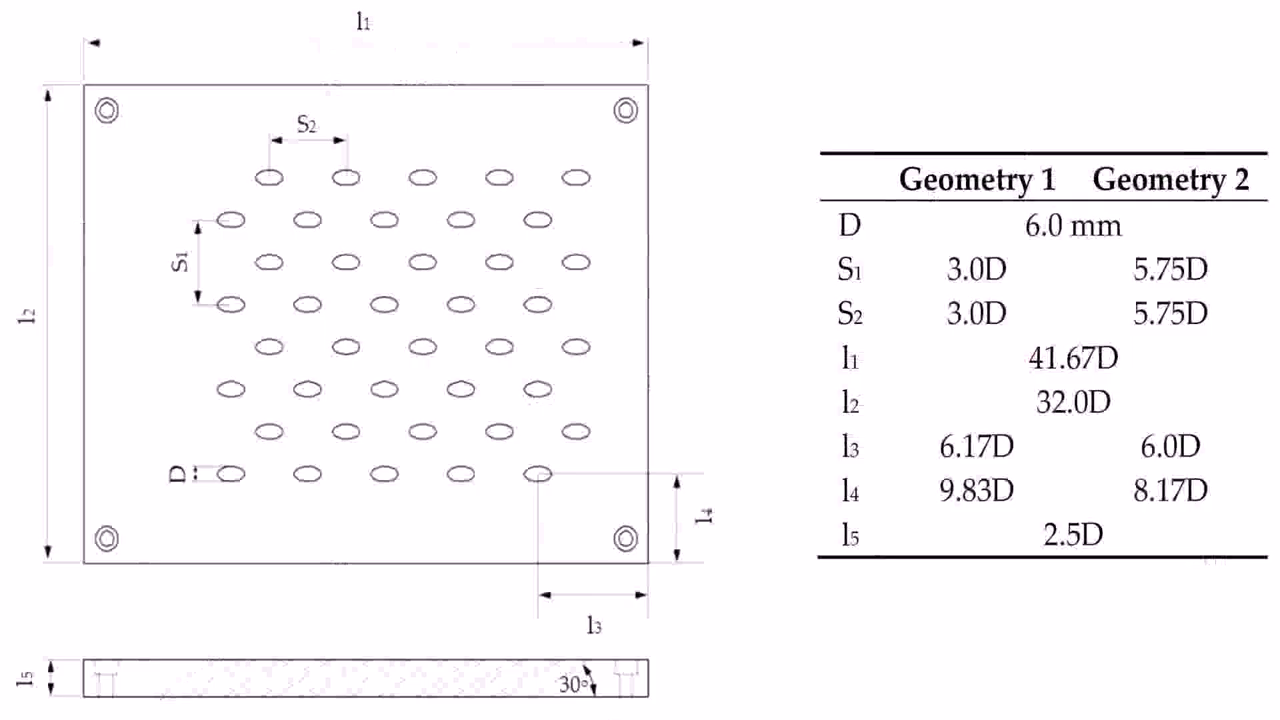 l1
S2
S1
l2
D
l4
l3
l5
30°
Geometry 1 Geometry 2
D 6.0 mm
S1 3.0D 5.75D
S2 3.0D 5.75D
l1 41.67D
l2 32.0D
l3 6.17D 6.0D
l4 9.83D 8.17D
l5 2.5D